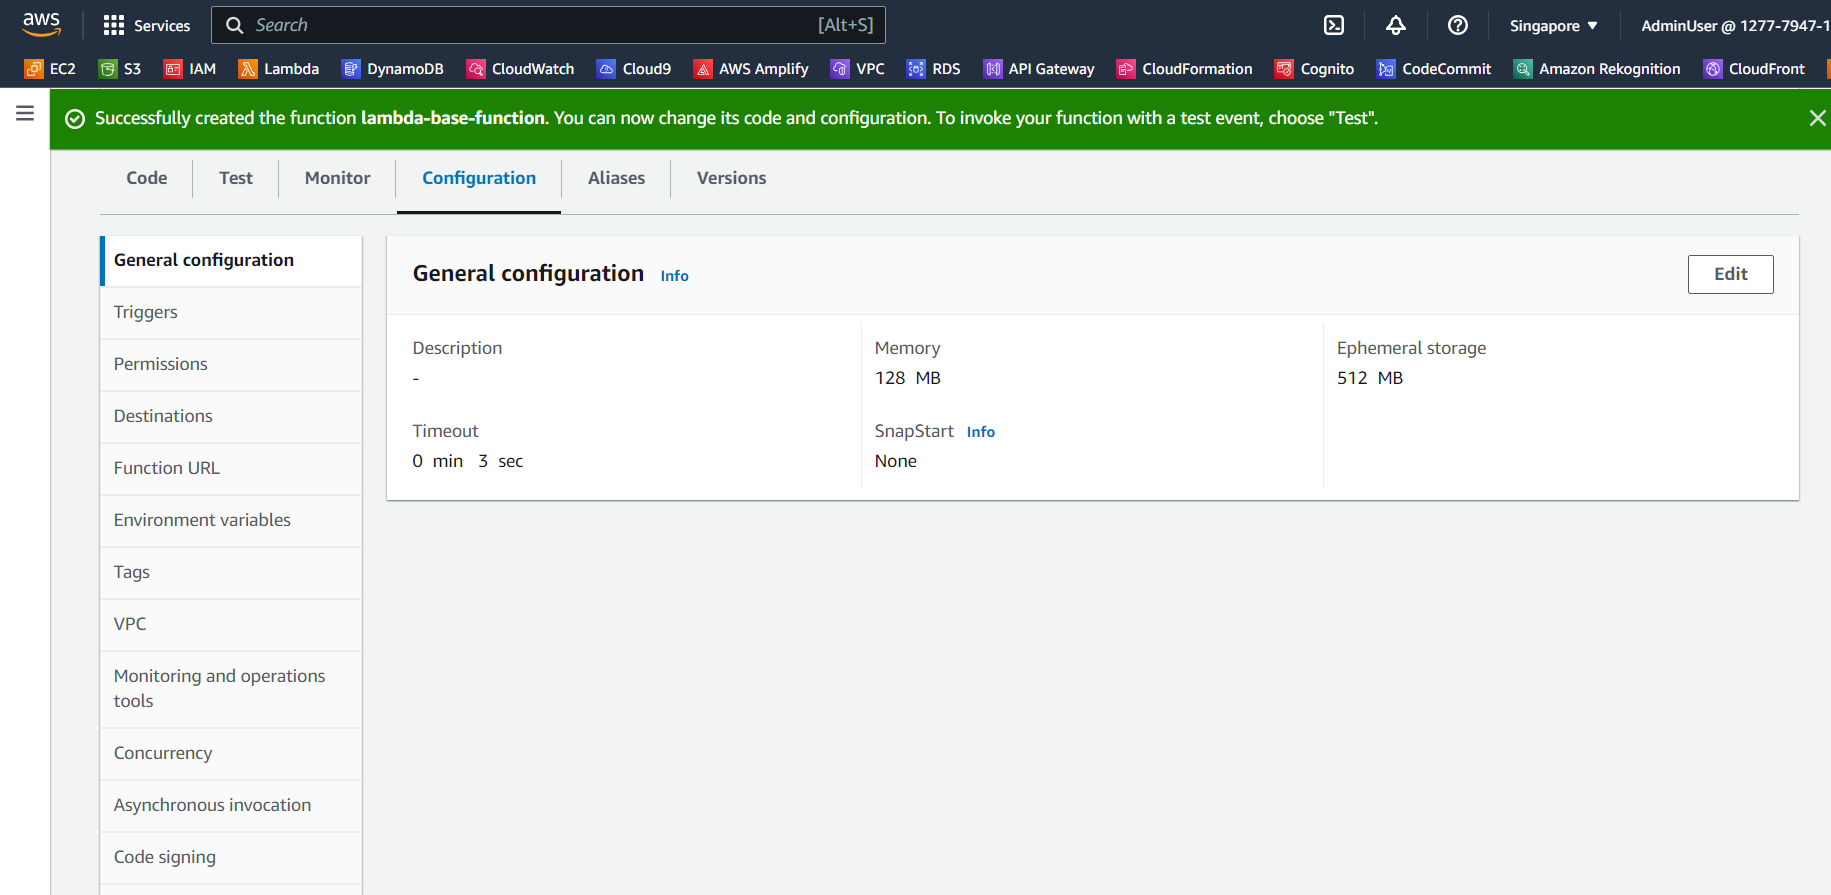 aws Services Search [Alt+S] Singapore ▼ AdminUser @ 1277-7947-1
EC2 S3 IAM Lambda DynamoDB CloudWatch Cloud9 AWS Amplify VPC RDS API Gateway CloudFormation Cognito CodeCommit Amazon Rekognition CloudFront
Successfully created the function lambda-base-function. You can now change its code and configuration. To invoke your function with a test event, choose "Test".
Code Test Monitor Configuration Aliases Versions
General configuration
Triggers
Permissions
Destinations
Function URL
Environment variables
Tags
VPC
Monitoring and operations
tools
Concurrency
Asynchronous invocation
Code signing
General configuration Info Edit
Description
-
Memory
128 MB
Ephemeral storage
512 MB
Timeout
0 min 3 sec
SnapStart Info
None